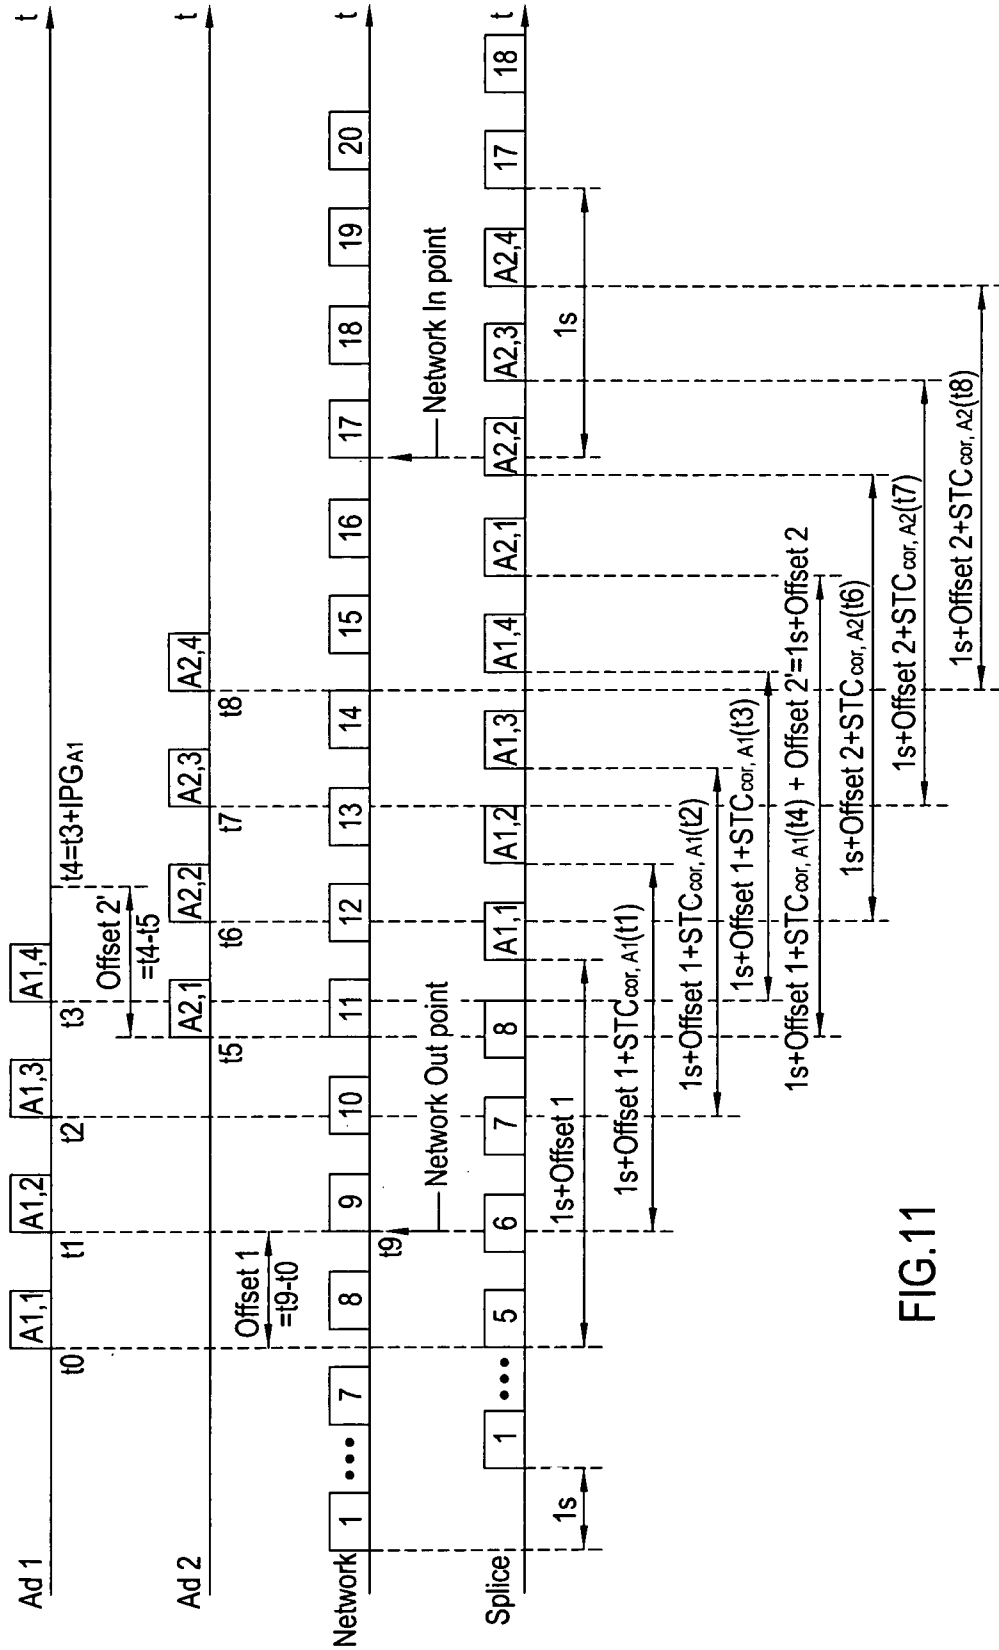 Ad 1
A1,1
A1,2
A1,3
A1,4
t
t0
t1
t2
t3
t4=t3+IPGA1
Offset 2'
=t4-t5
Ad 2
A2,1
A2,2
A2,3
A2,4
t
t5
t6
t7
t8
Offset 1
=t9-t0
Network
1
•••
7
8
9
10
11
12
13
14
15
16
17
18
19
20
t
t9
Network Out point
Network In point
Splice
1
•••
5
6
7
8
A1,1
A1,2
A1,3
A1,4
A2,1
A2,2
A2,3
A2,4
17
18
t
1s
1s+Offset 1
1s
1s+Offset 1+STCcor, A1(t1)
1s+Offset 1+STCcor, A1(t2)
1s+Offset 1+STCcor, A1(t3)
1s+Offset 1+STCcor, A1(t4) + Offset 2'=1s+Offset 2
1s+Offset 2+STCcor, A2(t6)
1s+Offset 2+STCcor, A2(t7)
1s+Offset 2+STCcor, A2(t8)
FIG.11